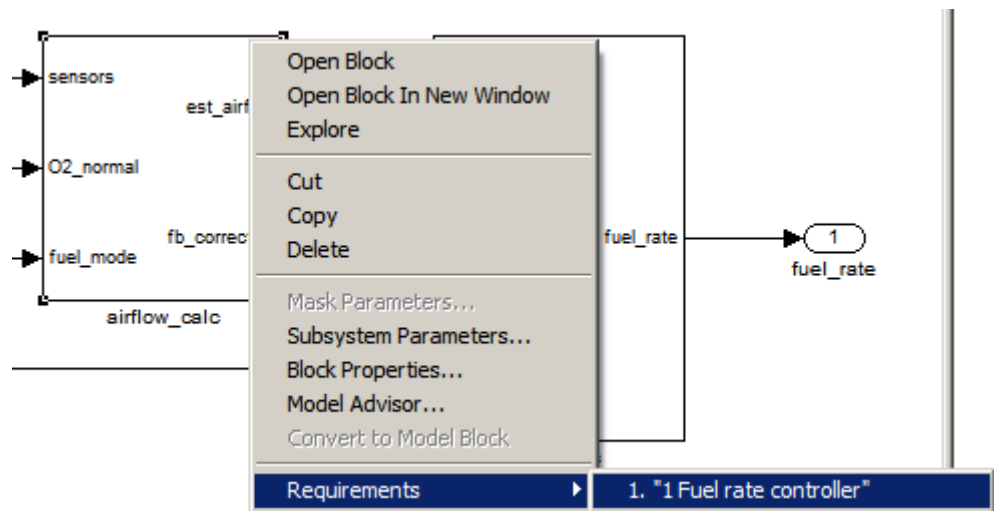 sensors
est_airf
O2_normal
fb_correc
fuel_mode
airflow_calc
Open Block
Open Block In New Window
Explore
Cut
Copy
Delete
Mask Parameters...
Subsystem Parameters...
Block Properties...
Model Advisor...
Convert to Model Block
Requirements
1. "1 Fuel rate controller"
fuel_rate
1
fuel_rate